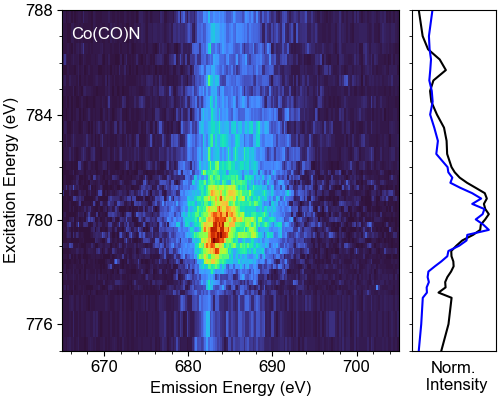 788
784
780
776
Excitation Energy (eV)
Co(CO)N
670
680
690
700
Emission Energy (eV)
Norm.
Intensity